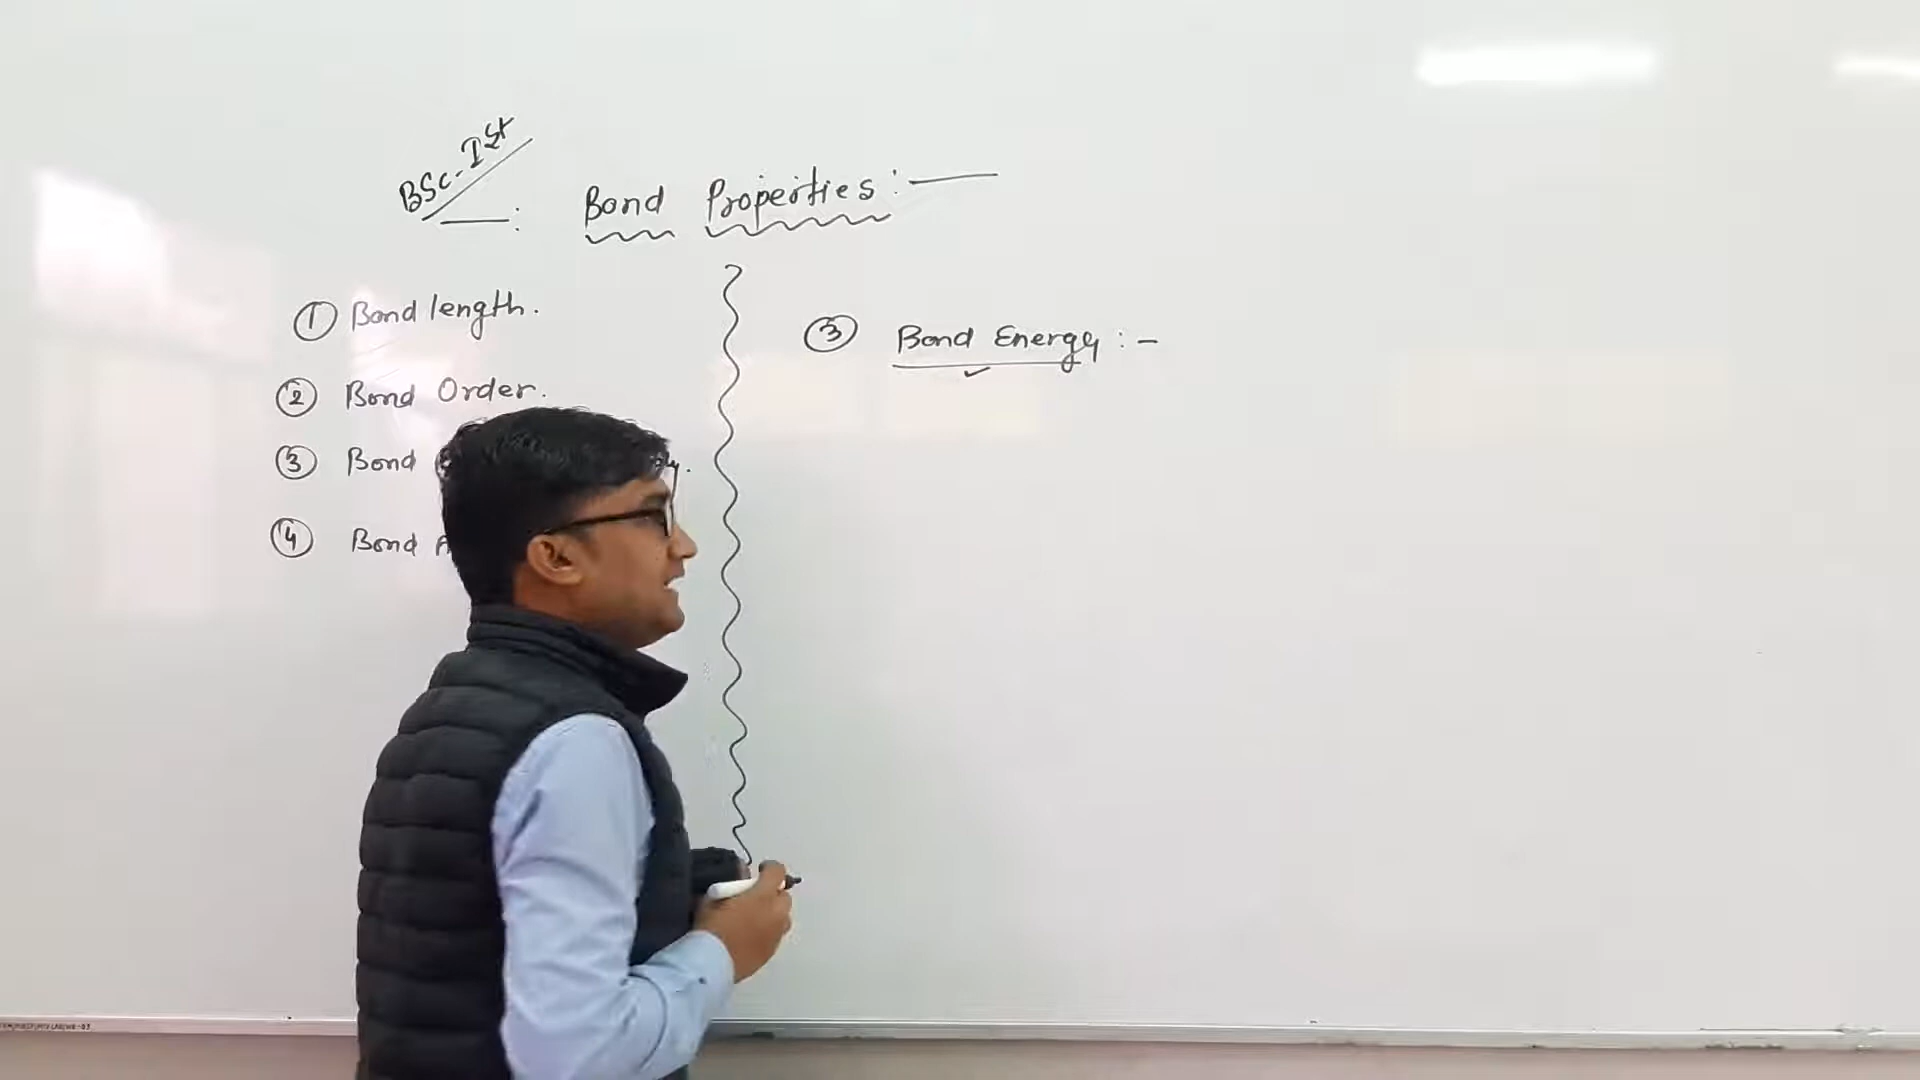 BSc-Ist
Bond Properties:-
① Bond length.
② Bond Order.
③ Bond
④ Bond
③ Bond Energy:-